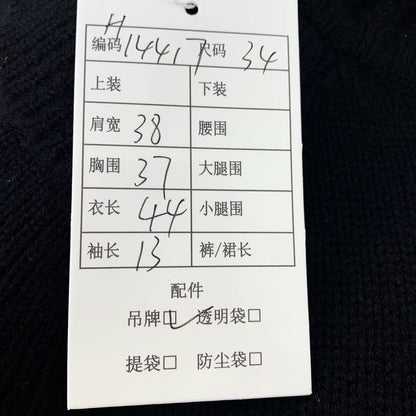 编码 H1441,7 尺码 34
上装 下装
肩宽 38 腰围
胸围 37 大腿围
衣长 44 小腿围
袖长 13 裤/裙长
配件
吊牌☑ 透明袋□
提袋□ 防尘袋□